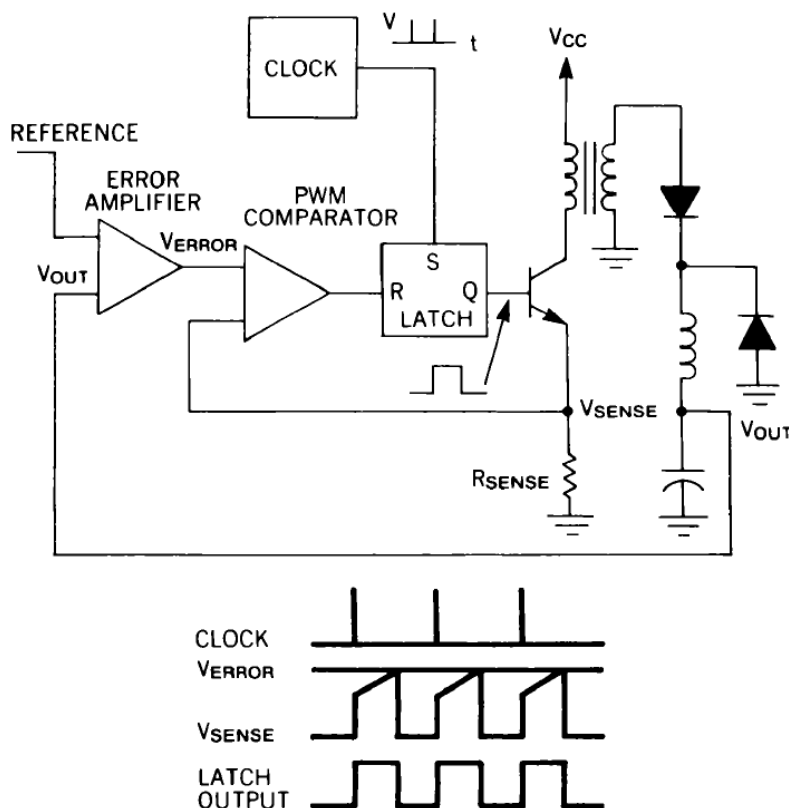 V
t
CLOCK
VCC
REFERENCE
ERROR
AMPLIFIER
PWM
COMPARATOR
VERROR
VOUT
S
R
Q
LATCH
VSENSE
VOUT
RSENSE
CLOCK
VERROR
VSENSE
LATCH
OUTPUT